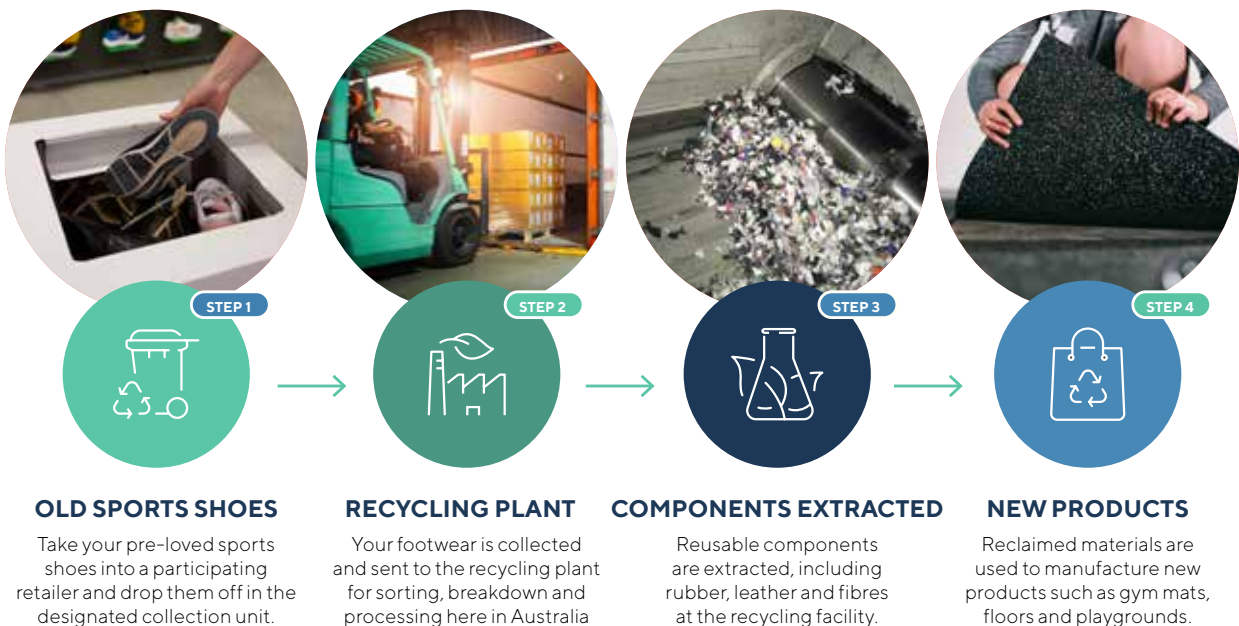 STEP 1
STEP 2
STEP 3
STEP 4
OLD SPORTS SHOES
Take your pre-loved sports
shoes into a participating
retailer and drop them off in the
designated collection unit.
RECYCLING PLANT
Your footwear is collected
and sent to the recycling plant
for sorting, breakdown and
processing here in Australia
COMPONENTS EXTRACTED
Reusable components
are extracted, including
rubber, leather and fibres
at the recycling facility.
NEW PRODUCTS
Reclaimed materials are
used to manufacture new
products such as gym mats,
floors and playgrounds.